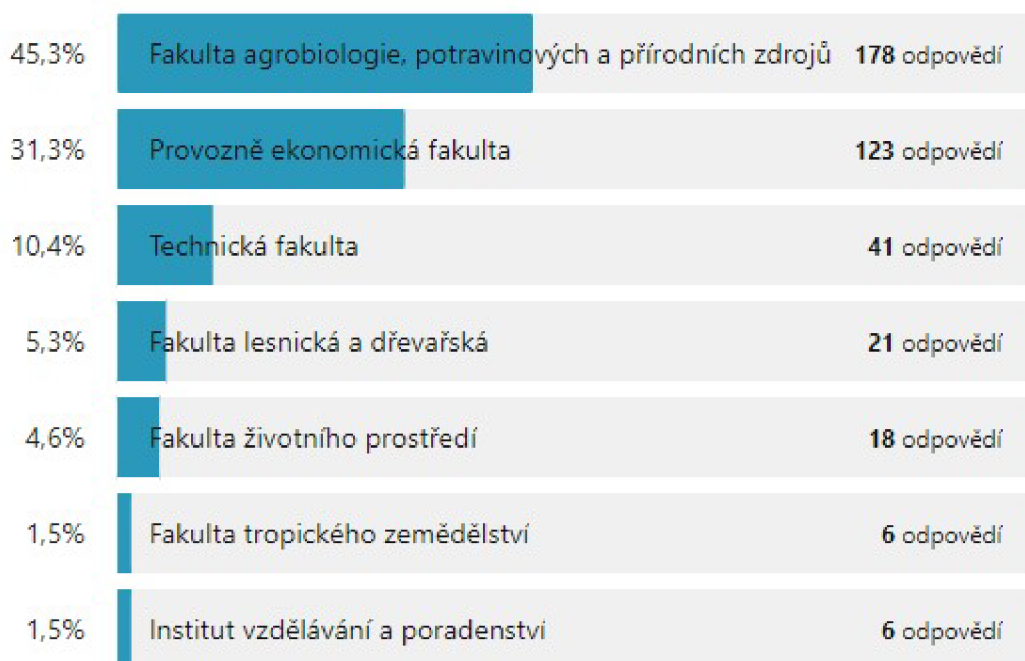 45,3% Fakulta agrobiologie, potravinových a přírodních zdrojů 178 odpovědí
31,3% Provozně ekonomická fakulta 123 odpovědí
10,4% Technická fakulta 41 odpovědí
5,3% Fakulta lesnická a dřevařská 21 odpovědí
4,6% Fakulta životního prostředí 18 odpovědí
1,5% Fakulta tropického zemědělství 6 odpovědí
1,5% Institut vzdělávání a poradenství 6 odpovědí